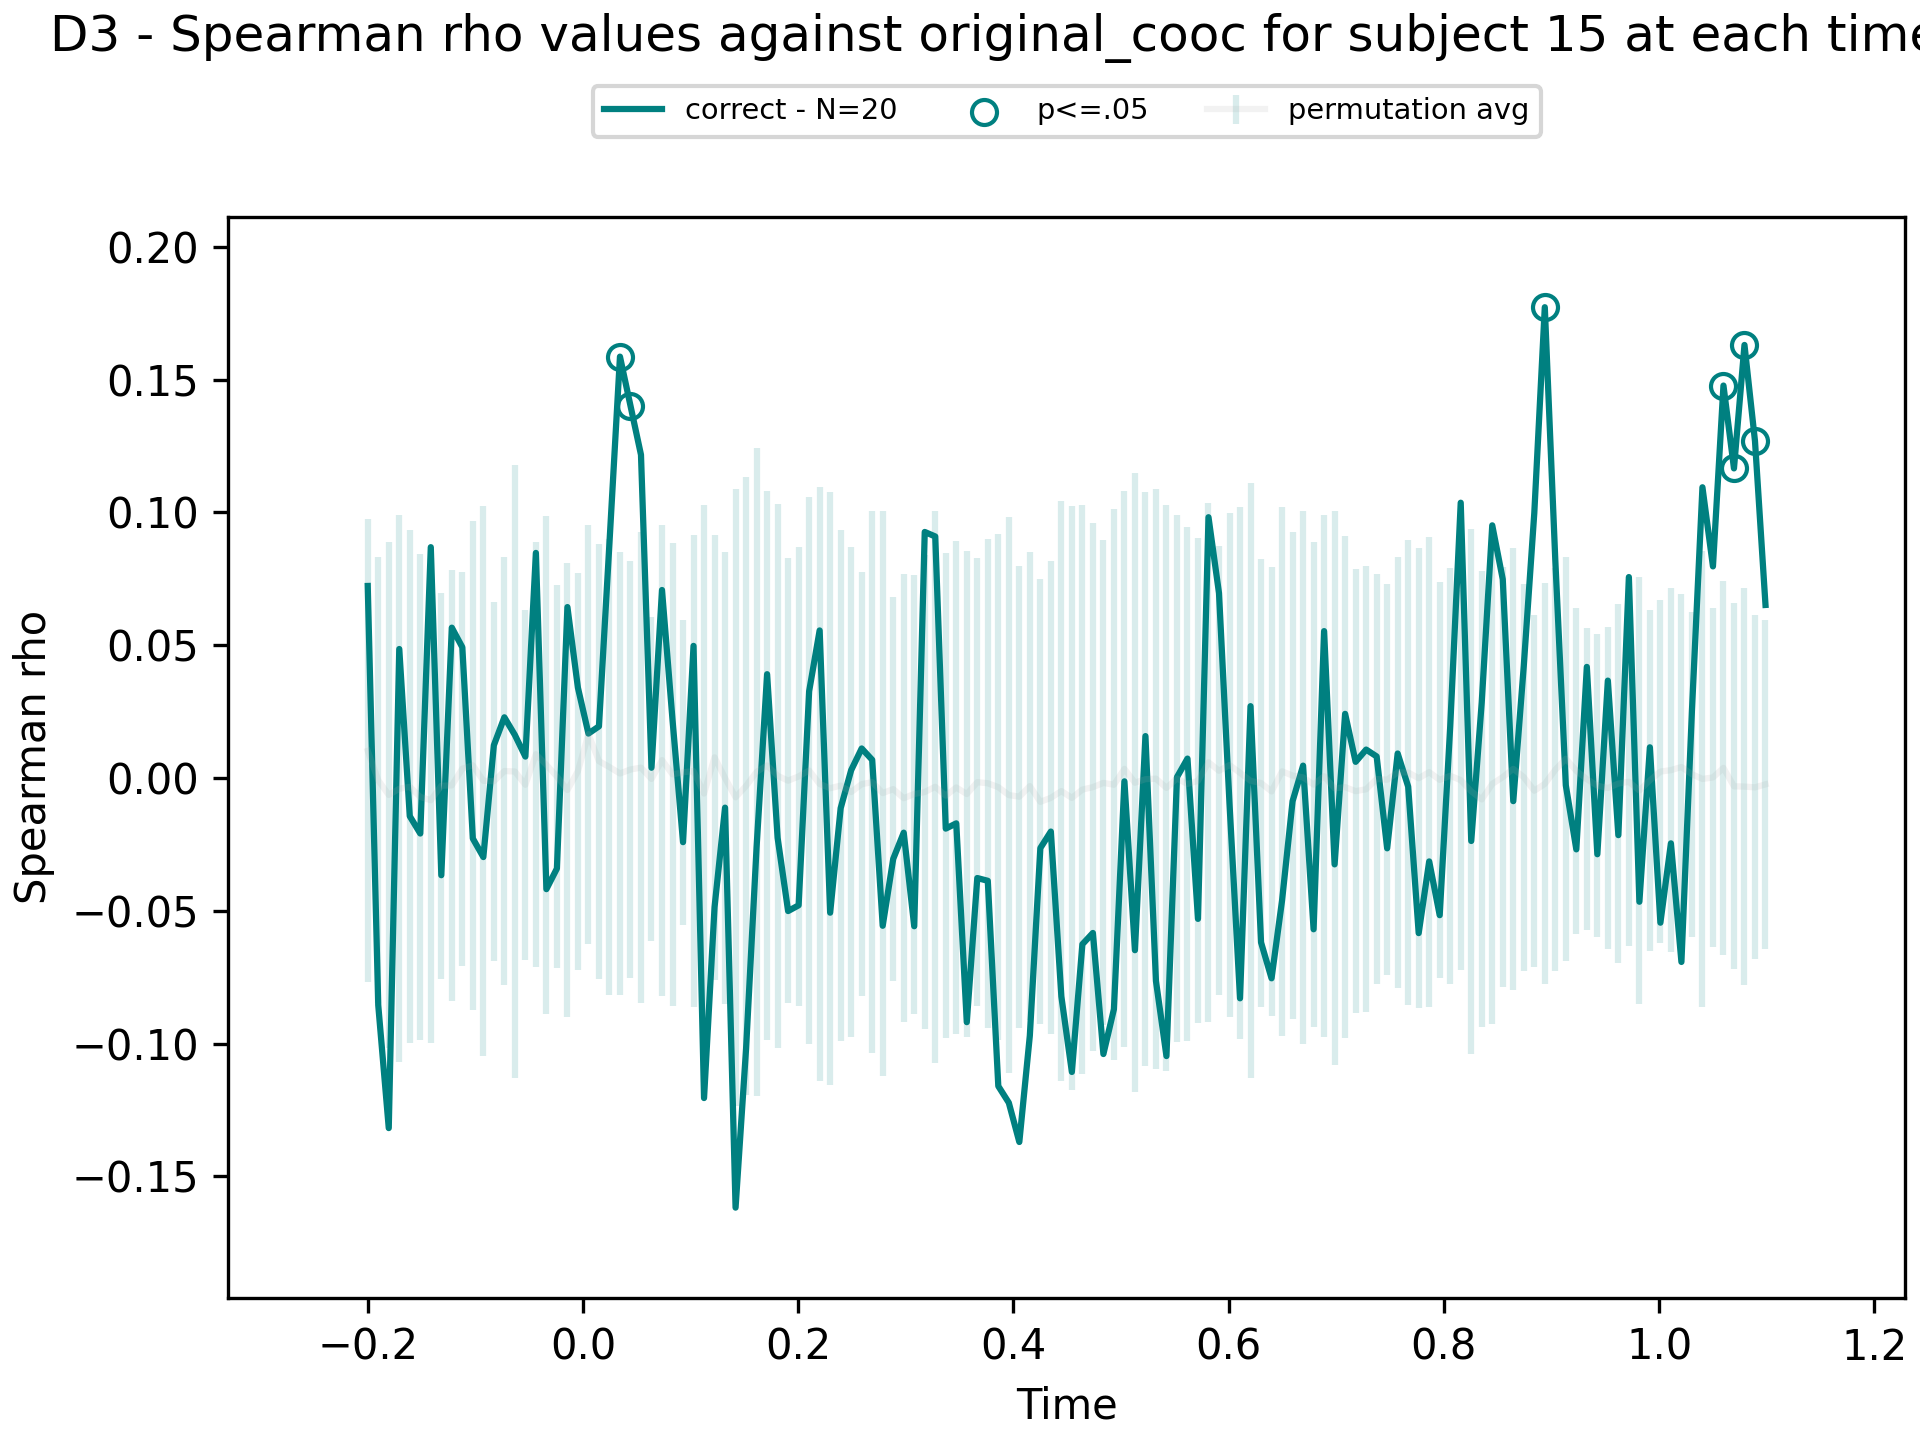 D3 - Spearman rho values against original_cooc for subject 15 at each time
correct - N=20 p<=.05 permutation avg
0.20
0.15
0.10
0.05
0.00
−0.05
−0.10
−0.15
Spearman rho
−0.2 0.0 0.2 0.4 0.6 0.8 1.0 1.2
Time